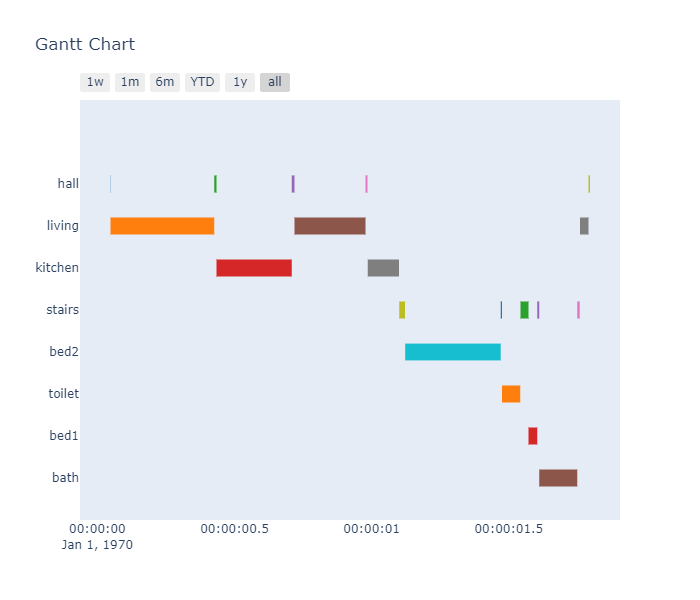 Gantt Chart
1w 1m 6m YTD 1y all
hall
living
kitchen
stairs
bed2
toilet
bed1
bath
00:00:00 00:00:00.5 00:00:01 00:00:01.5
Jan 1, 1970